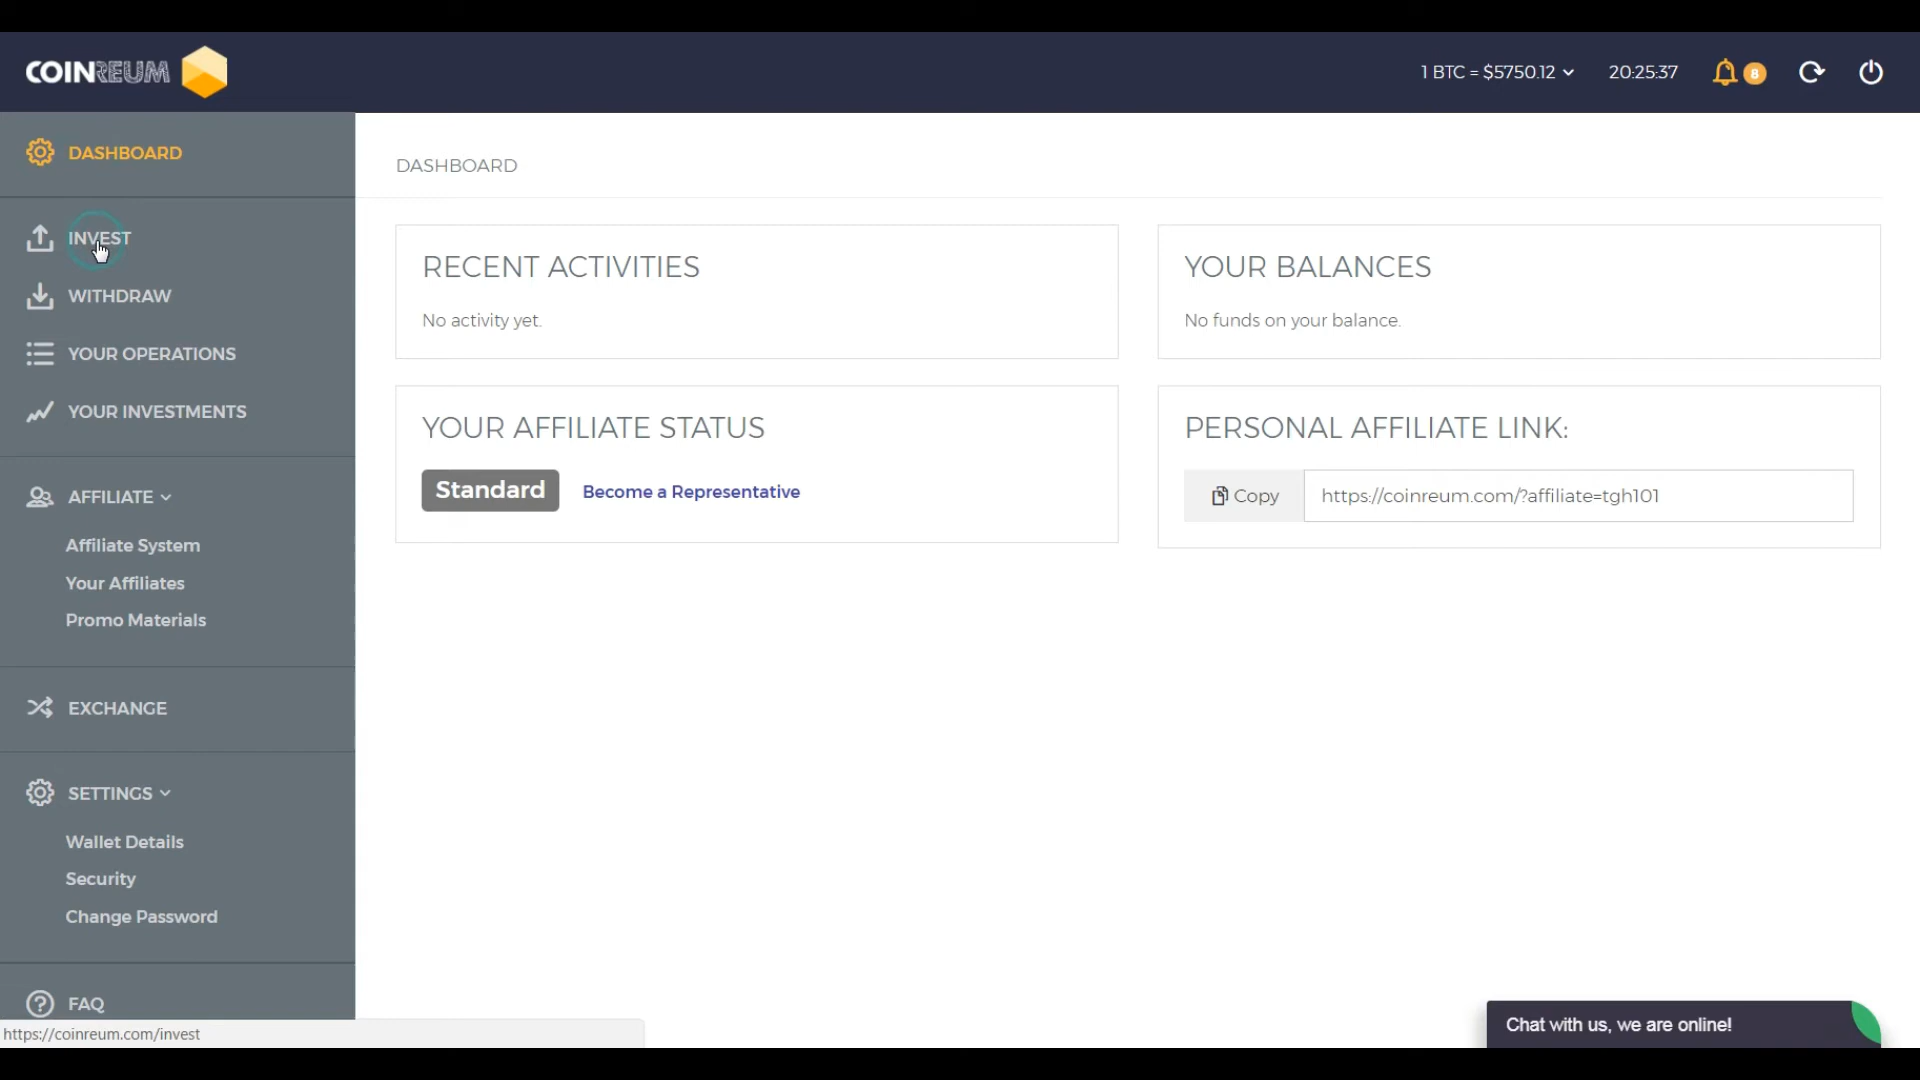 COINREUM
1 BTC = $5750.12
20:25:37
8
DASHBOARD
INVEST
WITHDRAW
YOUR OPERATIONS
YOUR INVESTMENTS
AFFILIATE
Affiliate System
Your Affiliates
Promo Materials
EXCHANGE
SETTINGS
Wallet Details
Security
Change Password
FAQ
https://coinreum.com/invest
DASHBOARD
RECENT ACTIVITIES
No activity yet.
YOUR BALANCES
No funds on your balance.
YOUR AFFILIATE STATUS
Standard
Become a Representative
PERSONAL AFFILIATE LINK:
Copy
https://coinreum.com/?affiliate=tgh101
Chat with us, we are online!